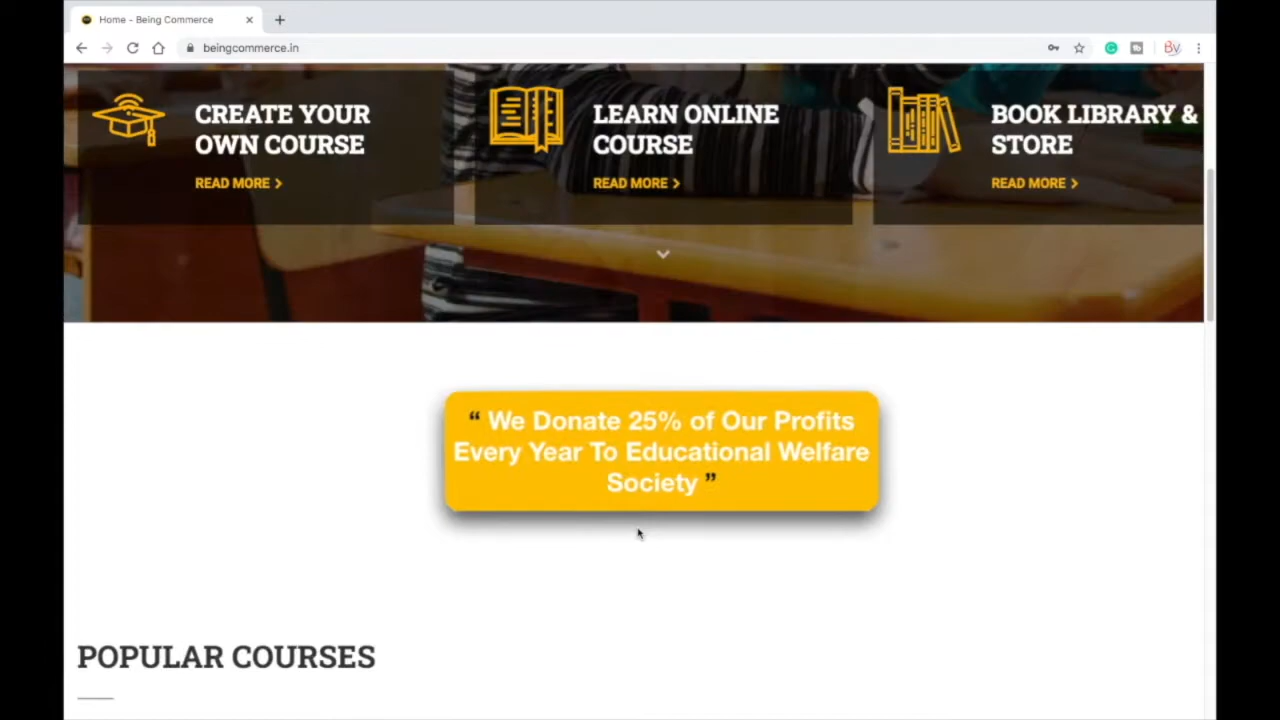 Home - Being Commerce
beingcommerce.in
CREATE YOUR
OWN COURSE
READ MORE
LEARN ONLINE
COURSE
READ MORE
BOOK LIBRARY &
STORE
READ MORE
“ We Donate 25% of Our Profits
Every Year To Educational Welfare
Society ”
POPULAR COURSES